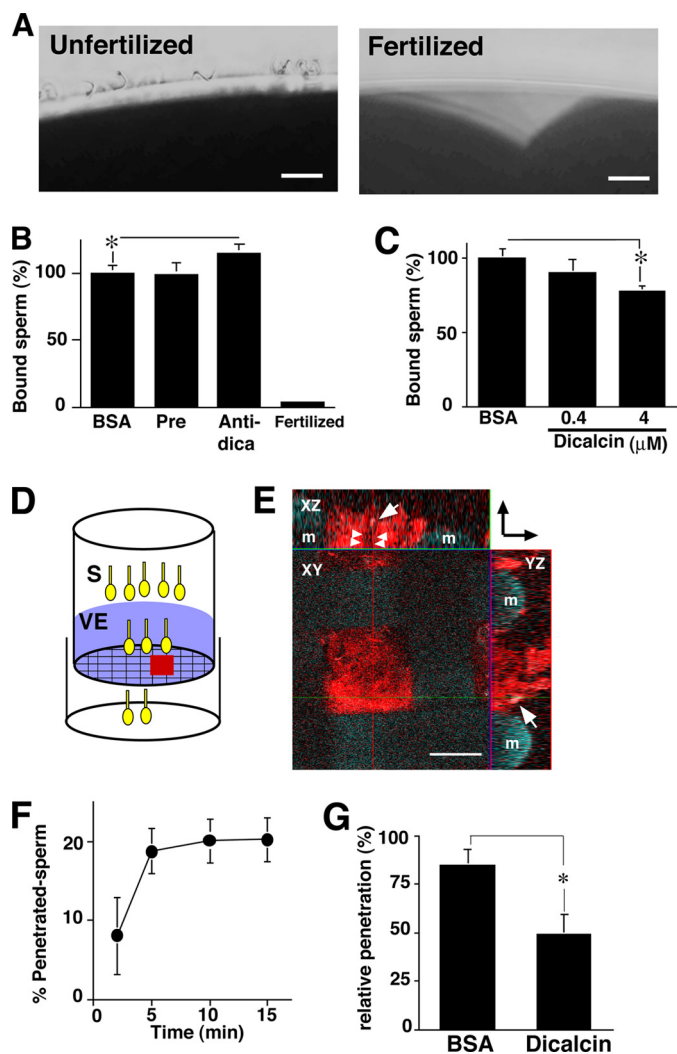 A
Unfertilized
Fertilized
B
Bound sperm (%)
100
50
0
*
BSA
Pre
Anti-
dica
Fertilized
C
Bound sperm (%)
100
75
50
0
*
BSA
0.4
4
Dicalcin (μM)
D
S
VE
E
XZ
m
m
XY
YZ
m
m
F
% Penetrated-sperm
20
10
0
0
5
10
15
Time (min)
G
relative penetration (%)
100
75
50
25
0
*
BSA
Dicalcin